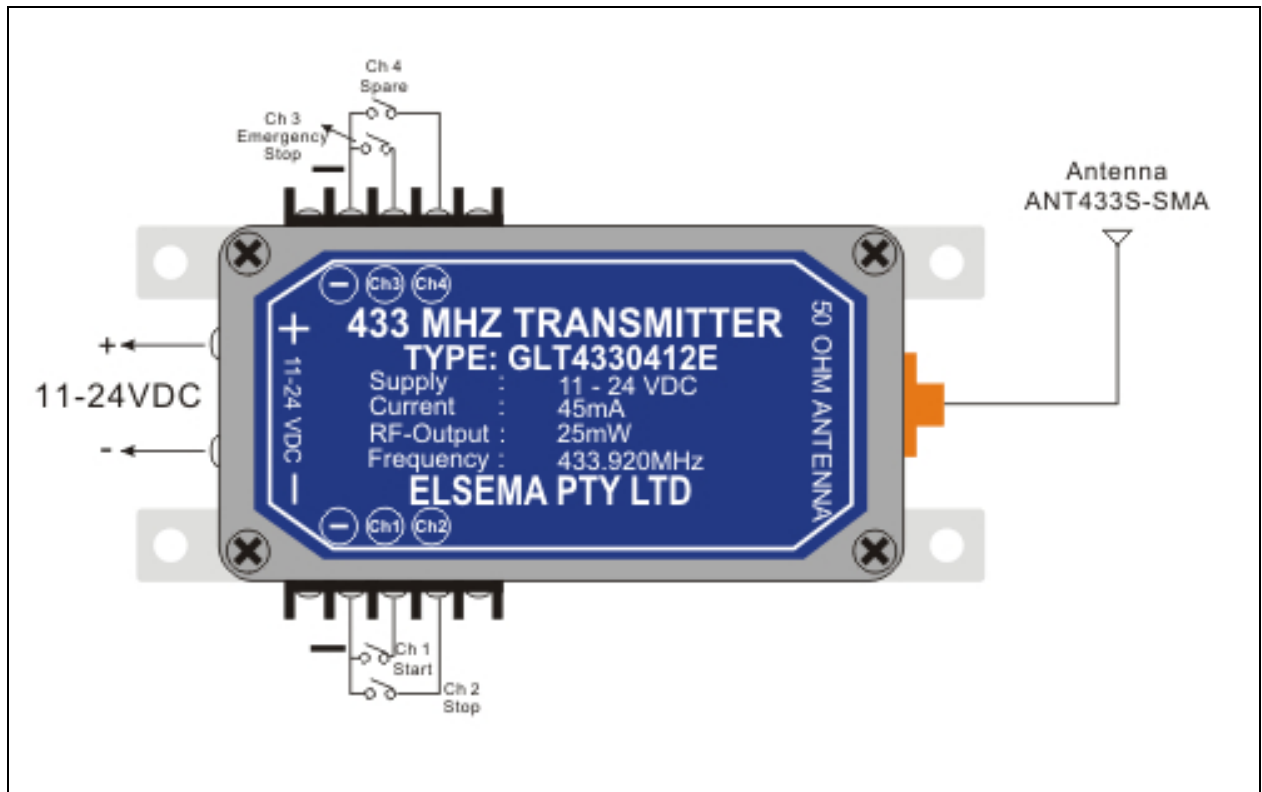 Ch 4
Spare
Ch 3
Emergency
Stop
Antenna
ANT433S-SMA
− Ch3 Ch4
+
11-24VDC
-
+ 11-24 VDC −
433 MHZ TRANSMITTER
TYPE: GLT4330412E
Supply : 11 - 24 VDC
Current : 45mA
RF-Output : 25mW
Frequency : 433.920MHz
ELSEMA PTY LTD
50 OHM ANTENNA
− Ch1 Ch2
Ch 1
Start
Ch 2
Stop